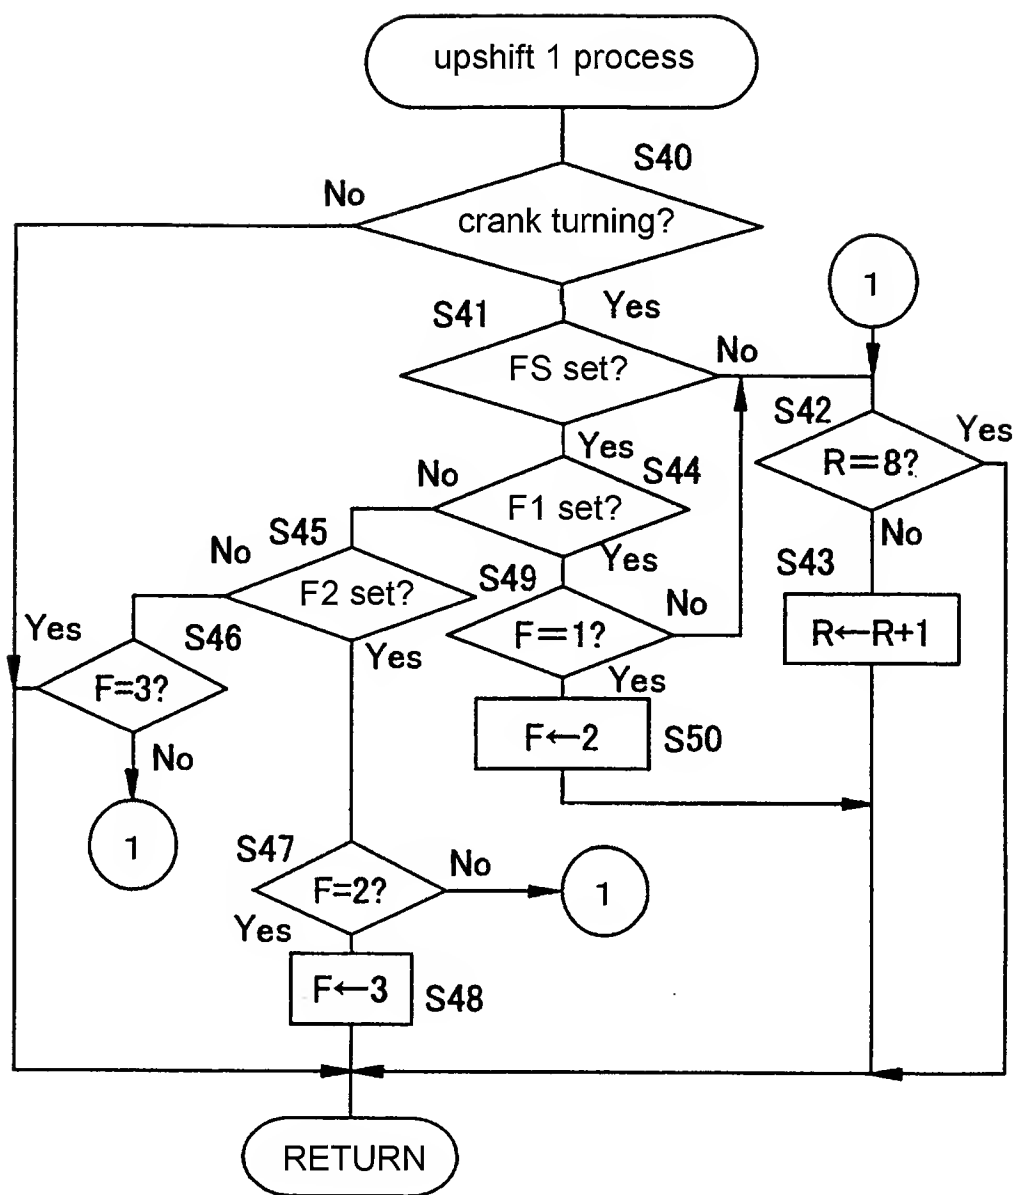 upshift 1 process
S40
No
crank turning?
1
Yes
S41
No
FS set?
S42
Yes
Yes
S44
No
R=8?
F1 set?
S45
No
No
Yes
S43
F2 set?
S49
No
Yes
S46
F=1?
R←R+1
Yes
F=3?
Yes
F←2
S50
No
1
S47
No
F=2?
1
Yes
F←3
S48
RETURN